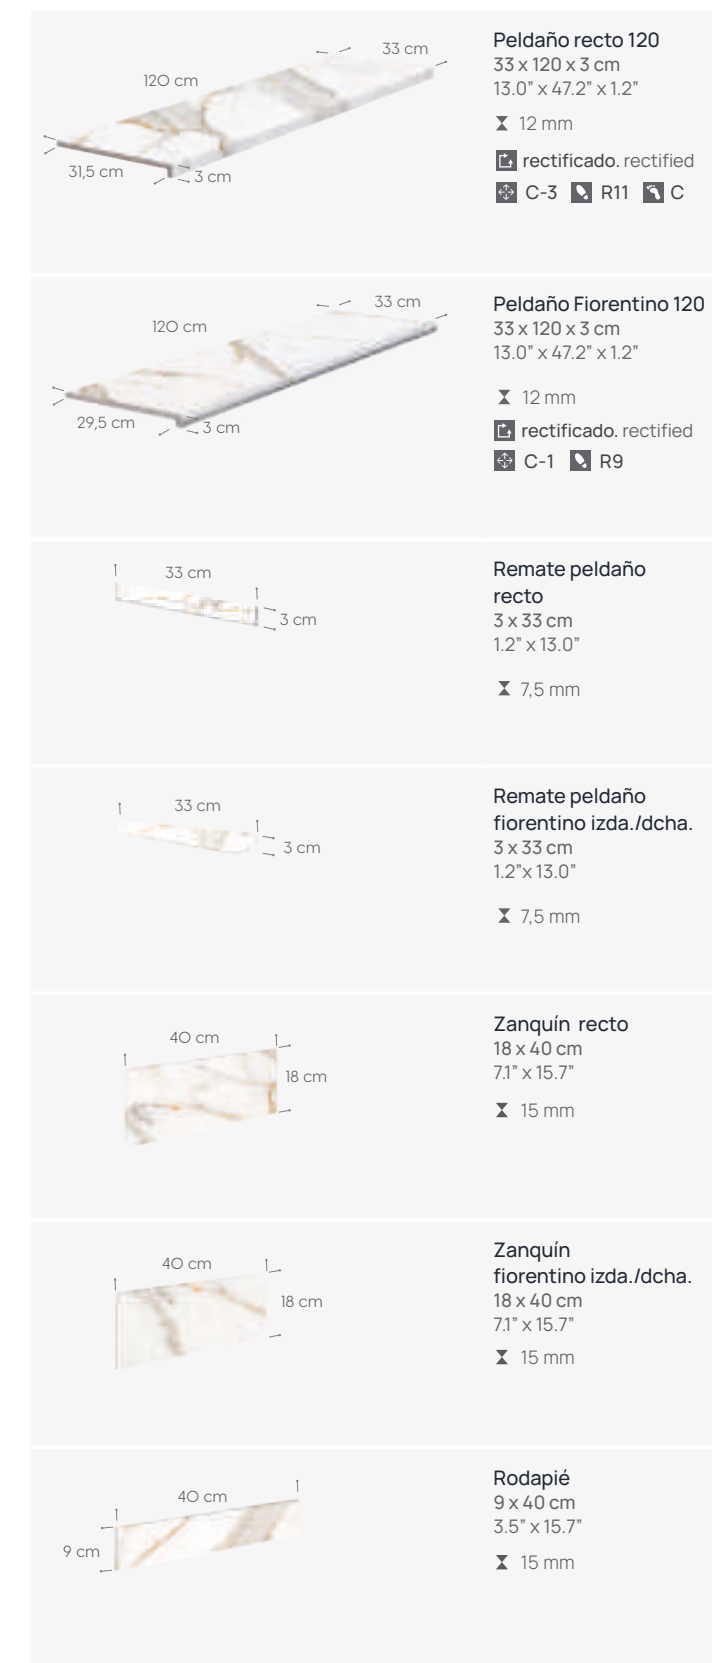 33 cm
120 cm
31,5 cm
3 cm
Peldaño recto 120
33 x 120 x 3 cm
13.0” x 47.2” x 1.2”
12 mm
rectificado. rectified
C-3 R11 C
33 cm
120 cm
29,5 cm
3 cm
Peldaño Fiorentino 120
33 x 120 x 3 cm
13.0” x 47.2” x 1.2”
12 mm
rectificado. rectified
C-1 R9
33 cm
3 cm
Remate peldaño
recto
3 x 33 cm
1.2” x 13.0”
7,5 mm
33 cm
3 cm
Remate peldaño
fiorentino izda./dcha.
3 x 33 cm
1.2”x 13.0”
7,5 mm
40 cm
18 cm
Zanquín recto
18 x 40 cm
7.1” x 15.7”
15 mm
40 cm
18 cm
Zanquín
fiorentino izda./dcha.
18 x 40 cm
7.1” x 15.7”
15 mm
40 cm
9 cm
Rodapié
9 x 40 cm
3.5” x 15.7”
15 mm